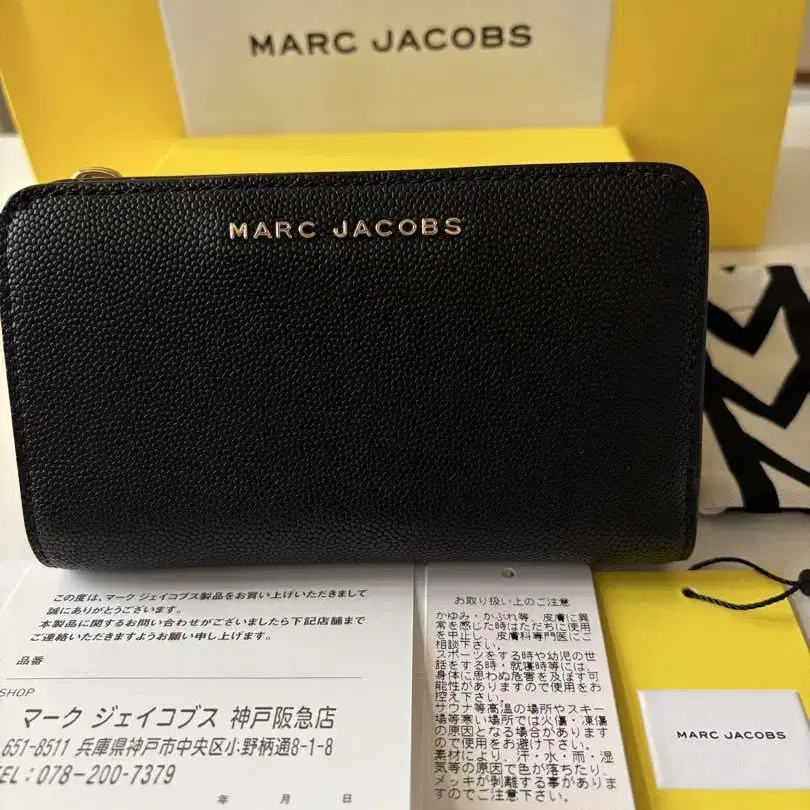 MARC JACOBS
MARC JACOBS
この度は、マーク ジェイコブス製品をお買い上げいただきまして
誠にありがとうございます。
本製品に関するお問い合わせがございましたら下記店舗まで
ご連絡いただきますようお願い申し上げます。
品番
SHOP
マーク ジェイコブス 神戸阪急店
651-8511 兵庫県神戸市中央区小野柄通8-1-8
TEL:078-200-7379
年 月 日
お取り扱い上のご注意
かゆみ・かぶれ等、皮膚に異
常を感じた時はただちに使用
を中止し、皮膚科専門医にご
相談下さい。
スポーツをする時や幼児の世
話をする時・就寝時等には、
身体に思わぬ危害を及ぼす可
能性がありますので使用をお
控え下さい。
サウナ等高温の場所やスキー
場等寒い場所では火傷・凍傷
の原因となる場合があります
ので使用をお避け下さい。
素材により、汗・水・雨・湿
気等の原因で色が落ちたり、
メッキが剥離する事がありま
すのでご注意下さい。
MARC JACOBS